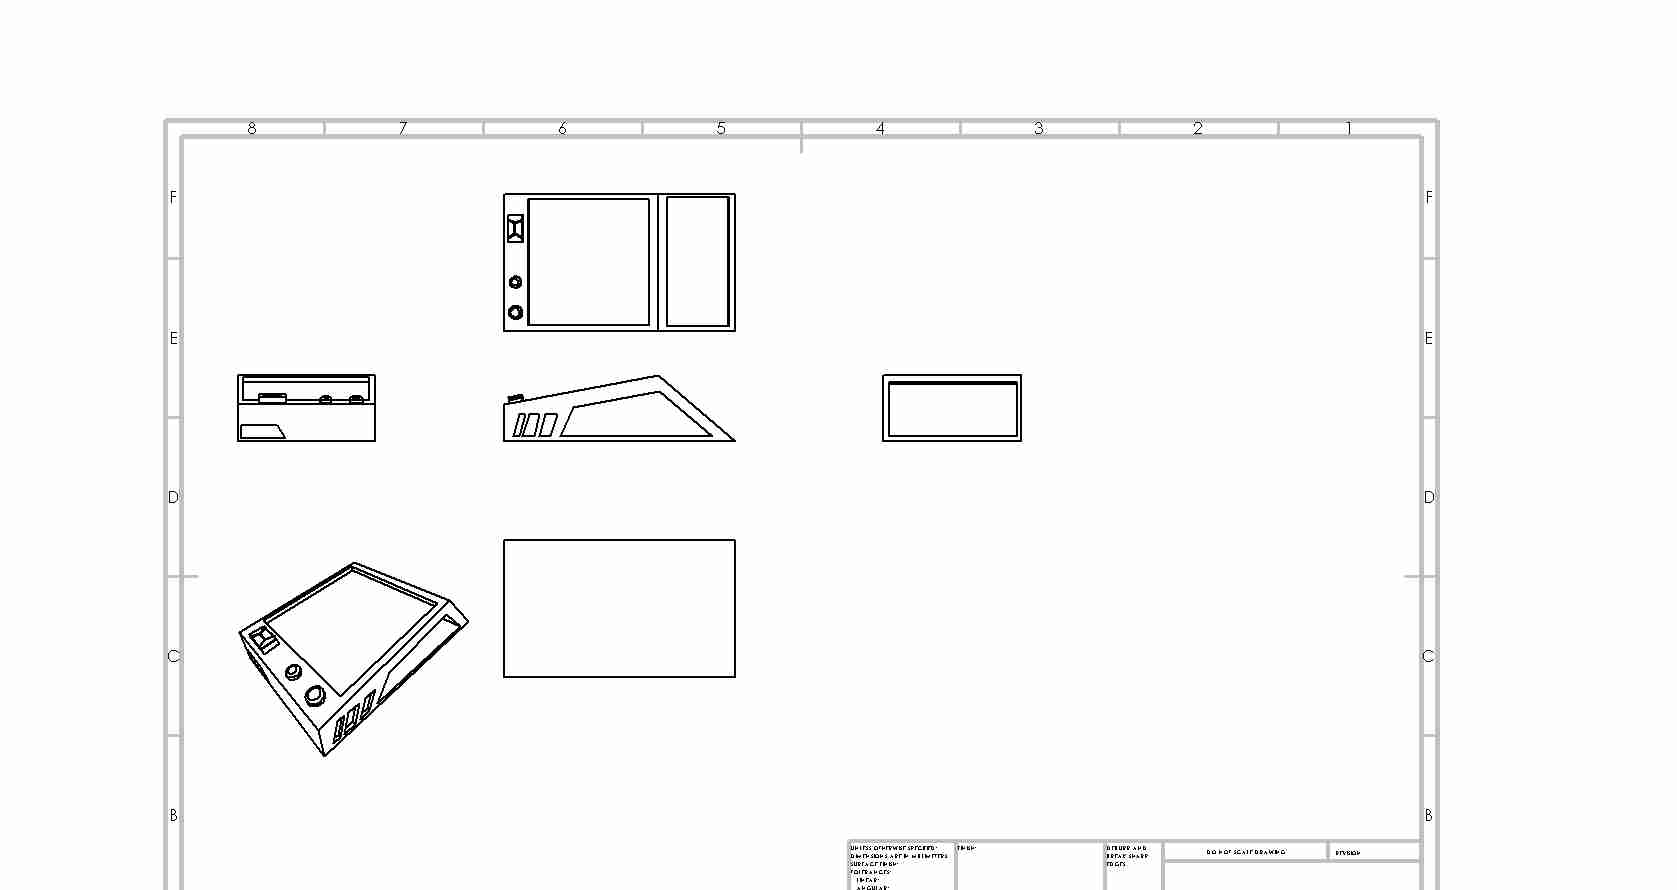 8 7 6 5 4 3 2 1
F F
E E
D D
C C
B B
UNLESS OTHERWISE SPECIFIED:
DIMENSIONS ARE IN MILLIMETERS
SURFACE FINISH:
TOLERANCES:
LINEAR:
ANGULAR:
FINISH:
DEBURR AND
BREAK SHARP
EDGES
DO NOT SCALE DRAWING
REVISION